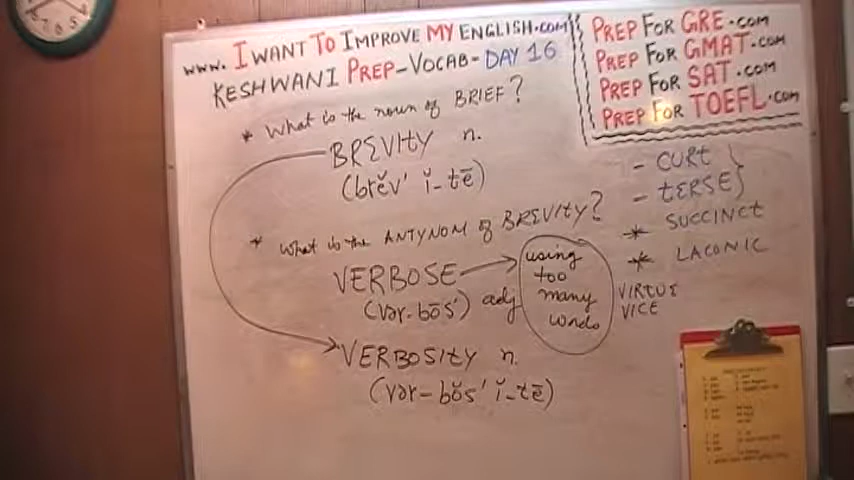 www. I WANT TO IMPROVE MY ENGLISH.com
KESHWANI PREP-VOCAB- DAY 16
PREP FOR GRE.com
PREP FOR GMAT.com
PREP FOR SAT.com
PREP FOR TOEFL.com
* What is the noun of BRIEF?
BREVITY n.
(brĕv' ĭ-tē)
* What is the ANTYNOM of BREVITY?
VERBOSE
(vər-bōs') adj
using
too
many
words
VERBOSITY n.
(vər-bŏs' ĭ-tē)
- CURT
- TERSE
* SUCCINCT
* LACONIC
VIRTUE
VICE